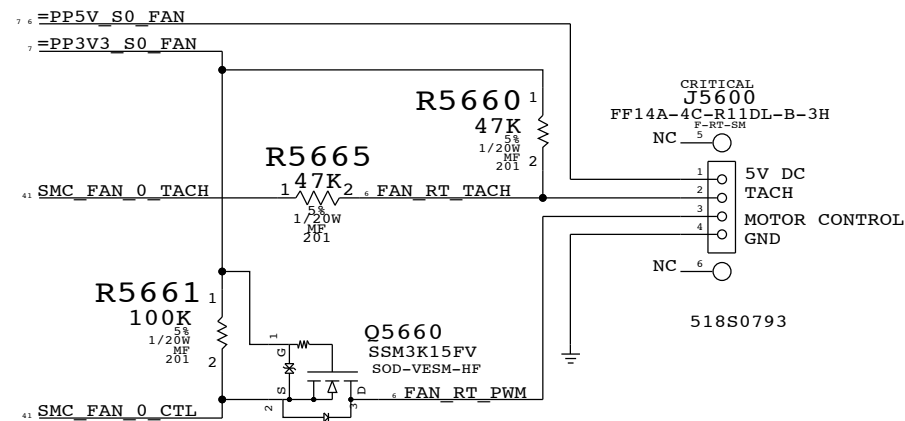 7 6 =PP5V_S0_FAN
7 =PP3V3_S0_FAN
CRITICAL
J5600
FF14A-4C-R11DL-B-3H
F-RT-SM
NC 5
R5660 1
47K
5%
1/20W
MF
201
2
R5665
1 47K 2
5%
1/20W
MF
201
41 SMC_FAN_0_TACH
6 FAN_RT_TACH
1 5V DC
2 TACH
3 MOTOR CONTROL
4 GND
NC 6
518S0793
R5661 1
100K
5%
1/20W
MF
201
2
Q5660
SSM3K15FV
SOD-VESM-HF
1
G
S
D
2
3
6 FAN_RT_PWM
41 SMC_FAN_0_CTL